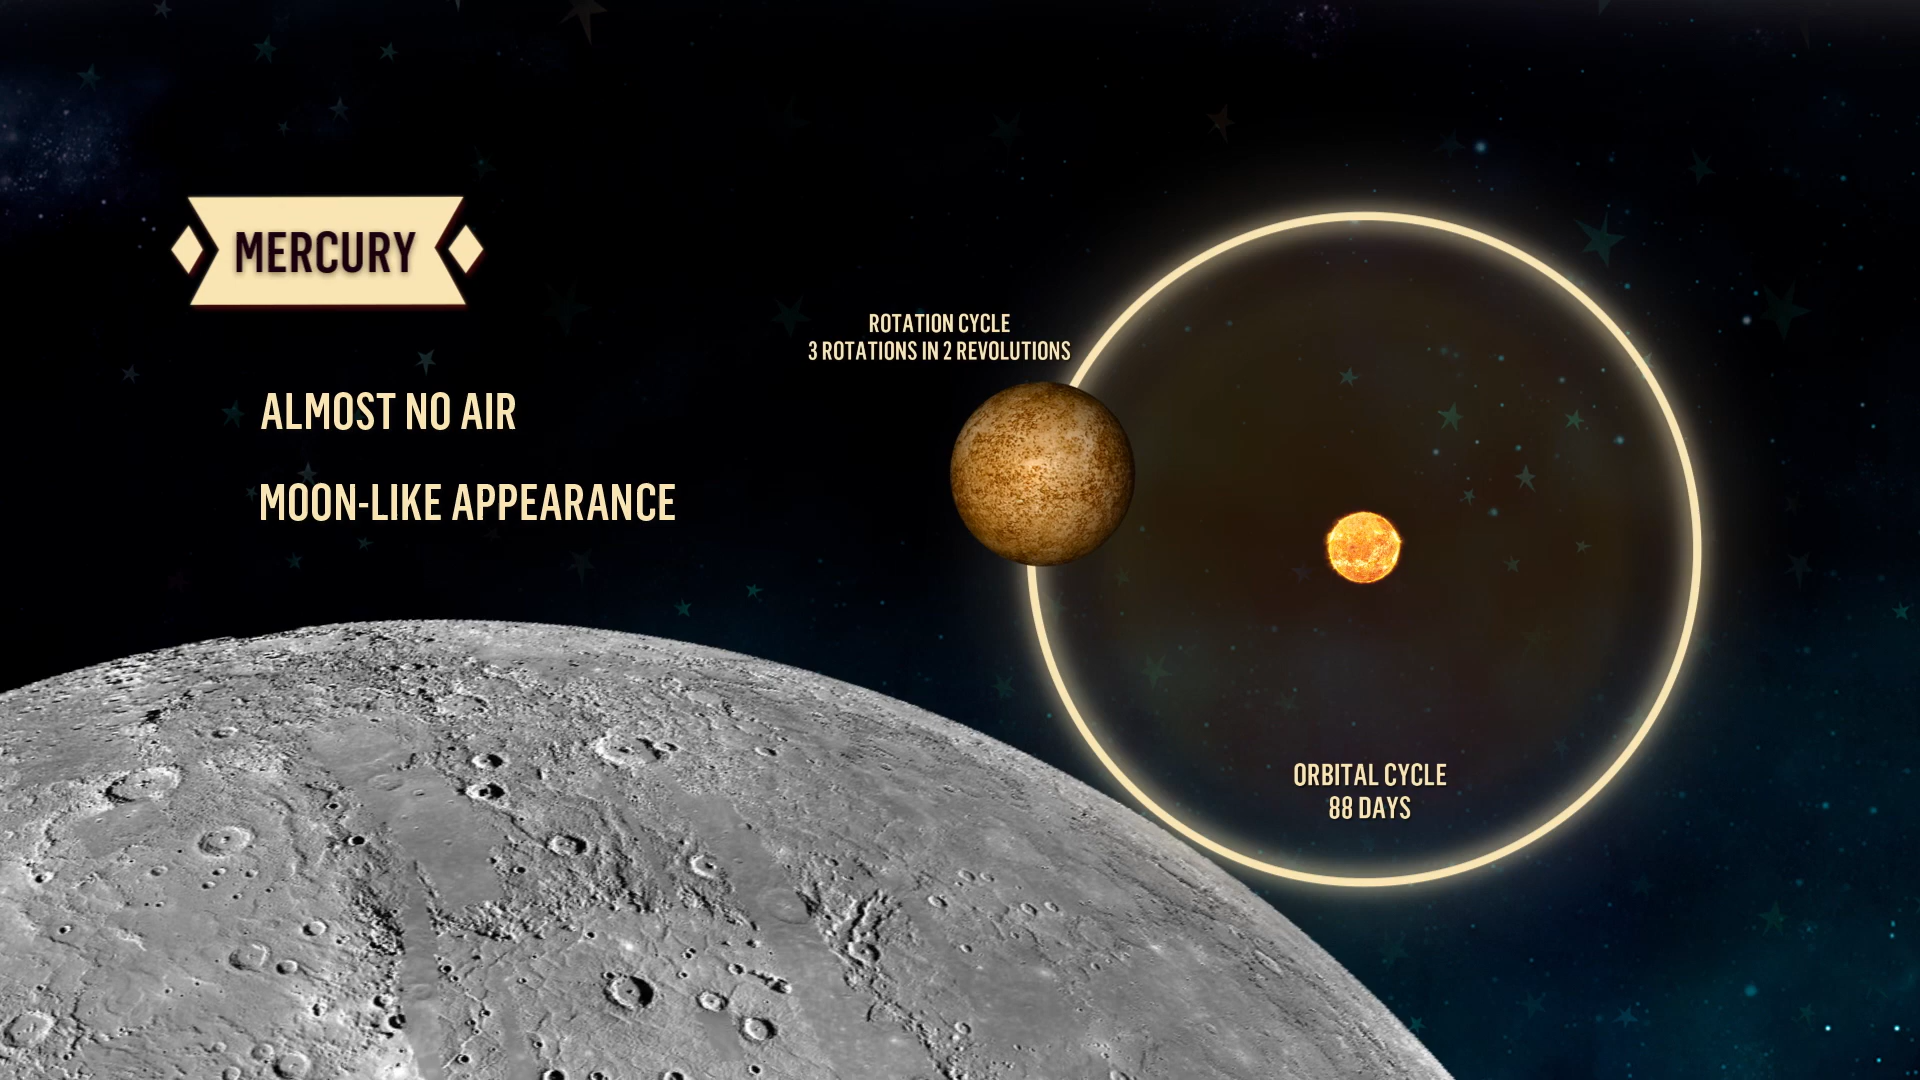 MERCURY
ALMOST NO AIR
MOON-LIKE APPEARANCE
ROTATION CYCLE
3 ROTATIONS IN 2 REVOLUTIONS
ORBITAL CYCLE
88 DAYS